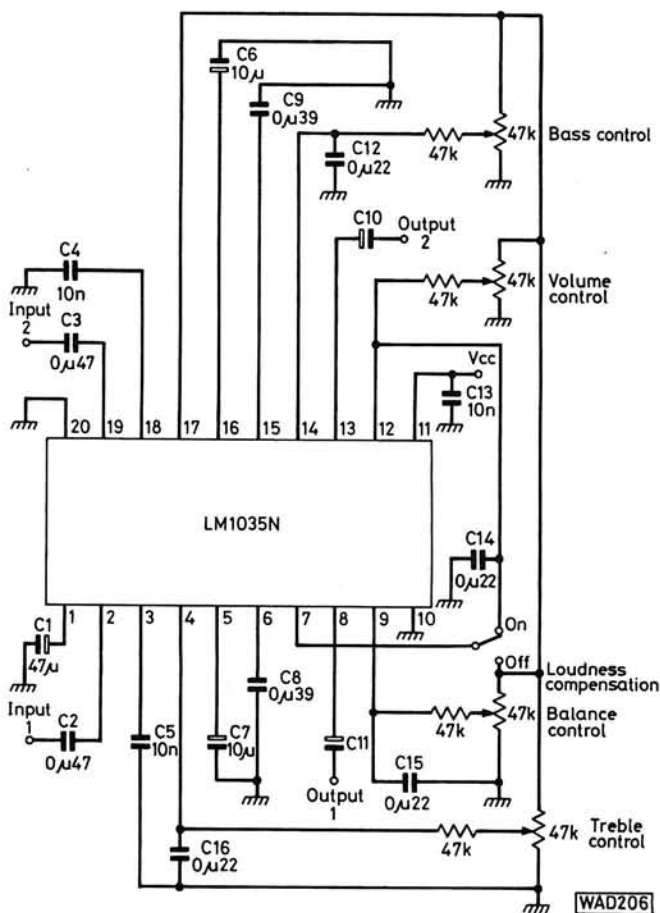 C6
10μ
C9
0μ39
C12
0μ22
47k
47k
Bass control
C10
Output
2
C4
10n
Input
2
C3
0μ47
47k
47k
Volume
control
Vcc
C13
10n
20 19 18 17 16 15 14 13 12 11
LM1035N
C14
0μ22
1 2 3 4 5 6 7 8 9 10
C1
47μ
On
Off
Loudness
compensation
Input
1
C2
0μ47
C5
10n
C7
10μ
C8
0μ39
C11
Output
1
47k
47k
Balance
control
C15
0μ22
C16
0μ22
47k
47k
Treble
control
WAD206